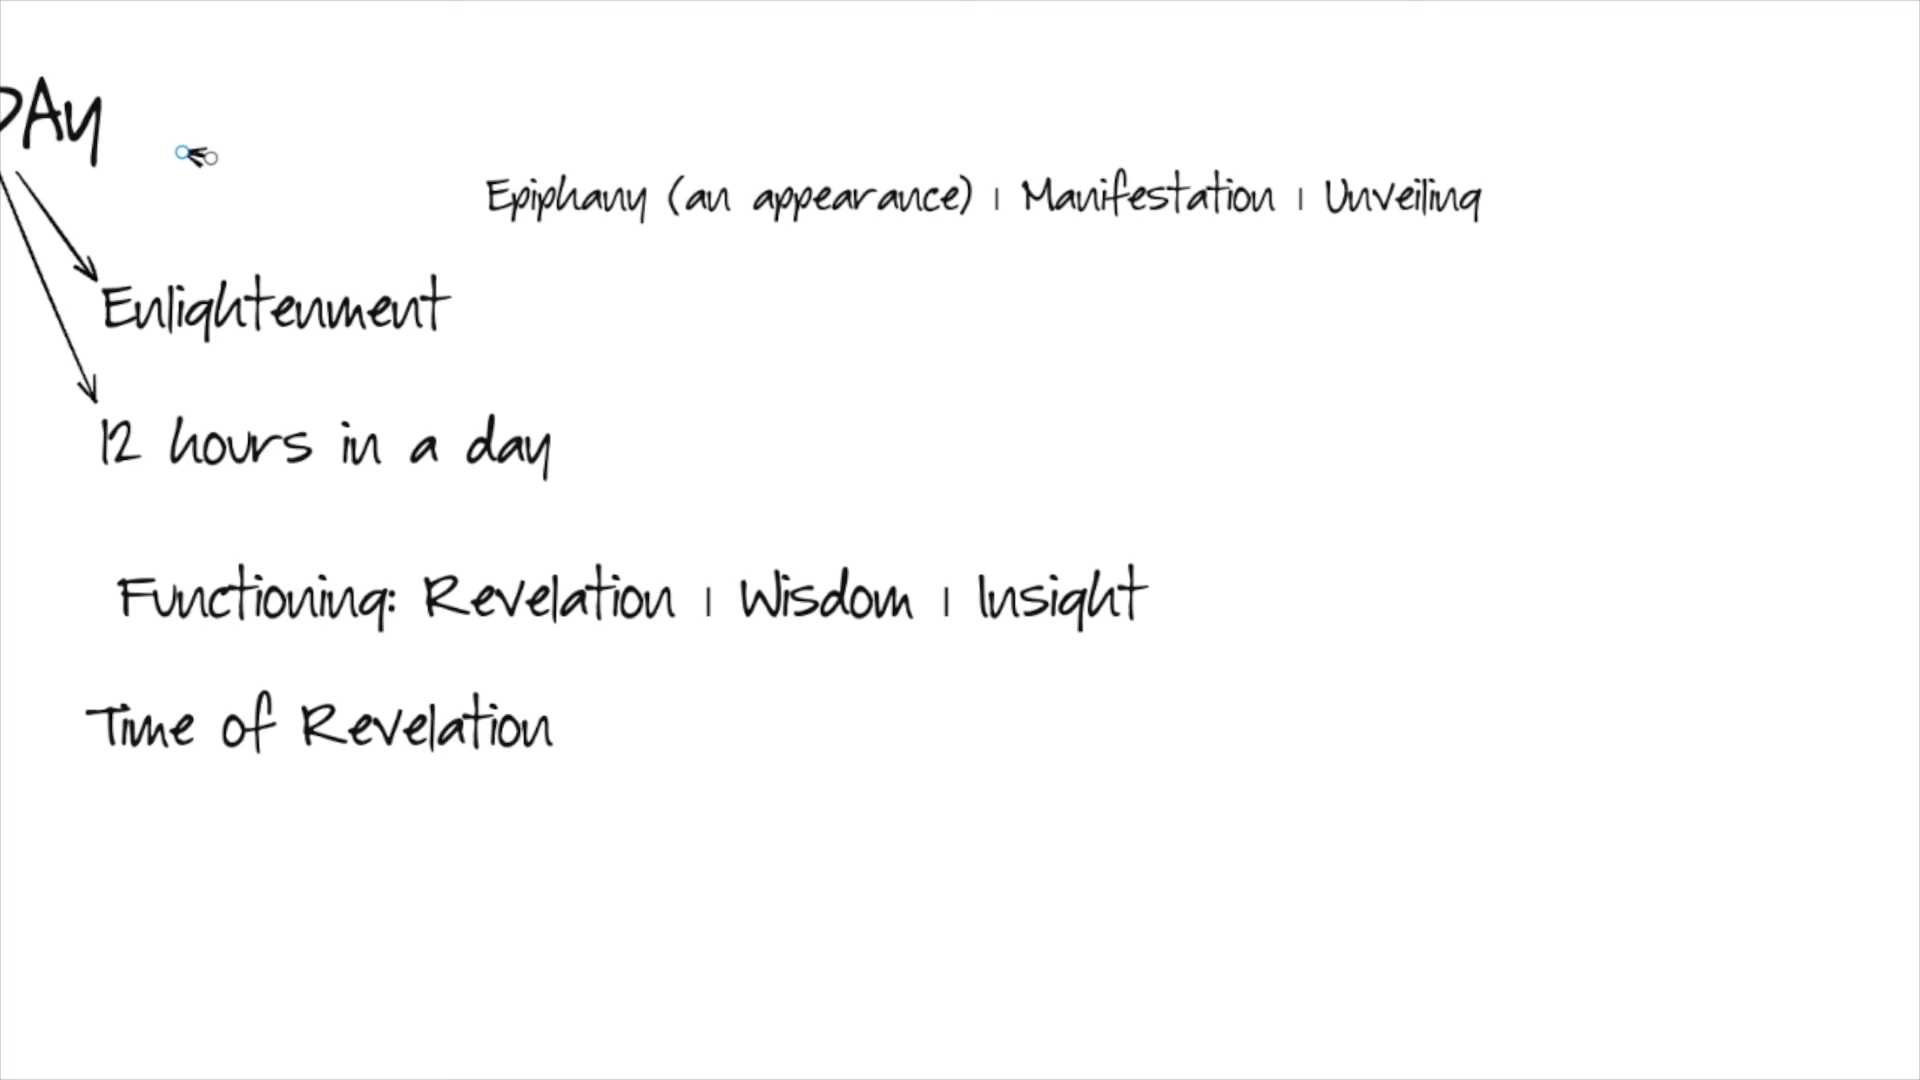 DAy
Epiphany (an appearance) | Manifestation | Unveiling
Enlightenment
12 hours in a day
Functioning: Revelation | Wisdom | Insight
Time of Revelation